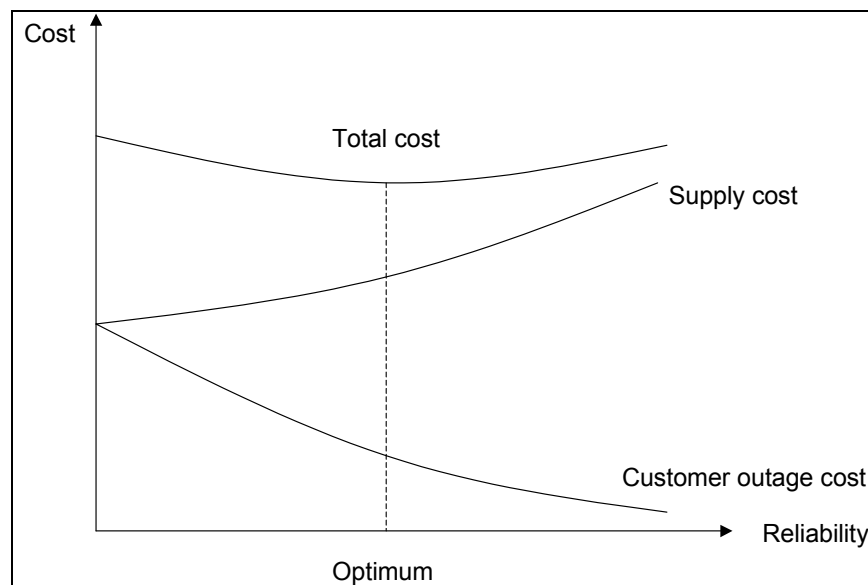 Cost
Total cost
Supply cost
Customer outage cost
Reliability
Optimum